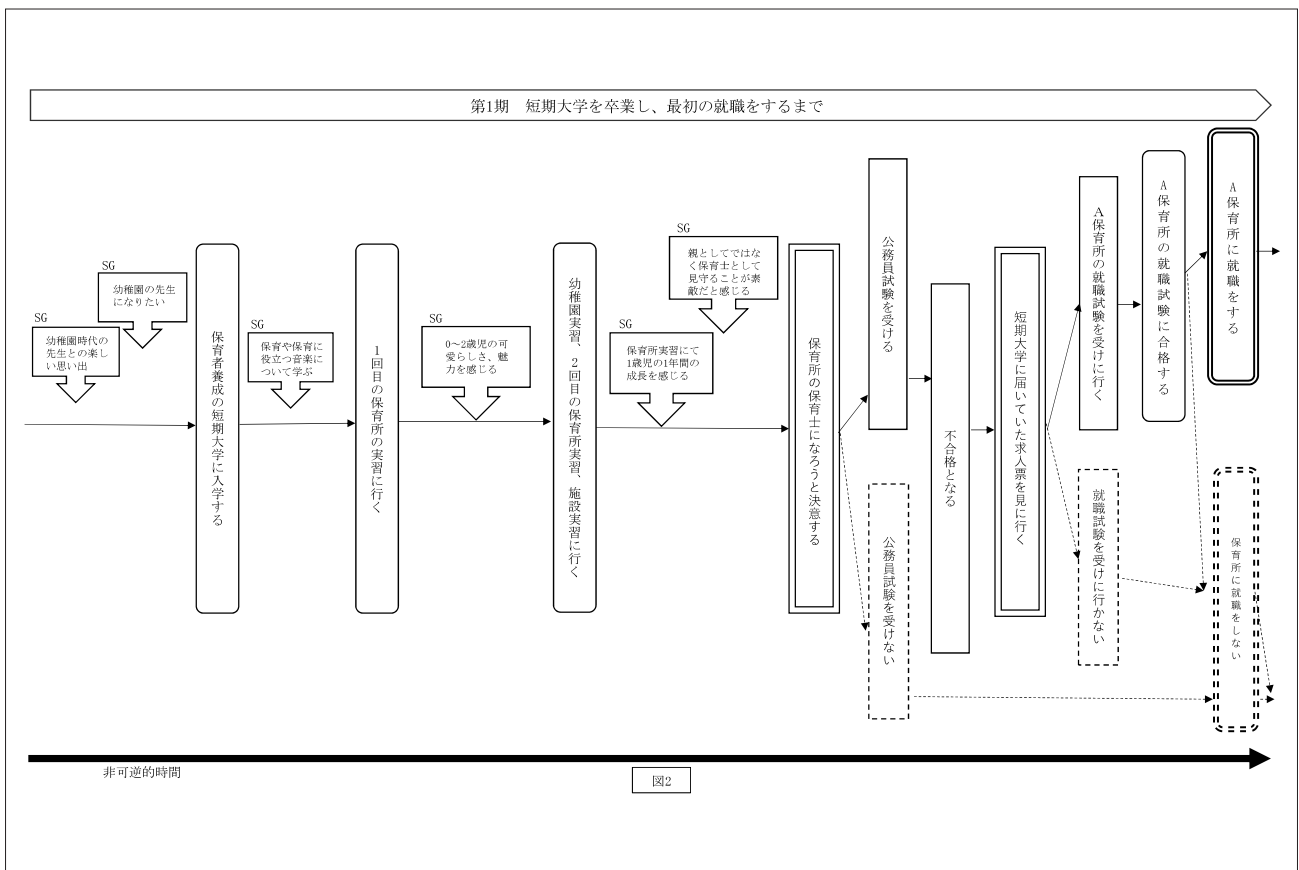 第1期　短期大学を卒業し、最初の就職をするまで
SG
幼稚園時代の
先生との楽し
い思い出
SG
幼稚園の先生
になりたい
保育者養成の短期大学に入学する
SG
保育や保育に
役立つ音楽に
ついて学ぶ
1回目の保育所の実習に行く
SG
0～2歳児の可
愛らしさ、魅
力を感じる
幼稚園実習、2回目の保育所実習、施設実習に行く
SG
保育所実習にて
1歳児の1年間の
成長を感じる
SG
親としてではな
く保育士として
見守ることが素
敵だと感じる
保育所の保育士になろうと決意する
公務員試験を受ける
公務員試験を受けない
不合格となる
短期大学に届いていた求人票を見に行く
A保育所の就職試験を受けに行く
就職試験を受けに行かない
A保育所の就職試験に合格する
A保育所に就職をする
保育所に就職をしない
非可逆的時間
図2